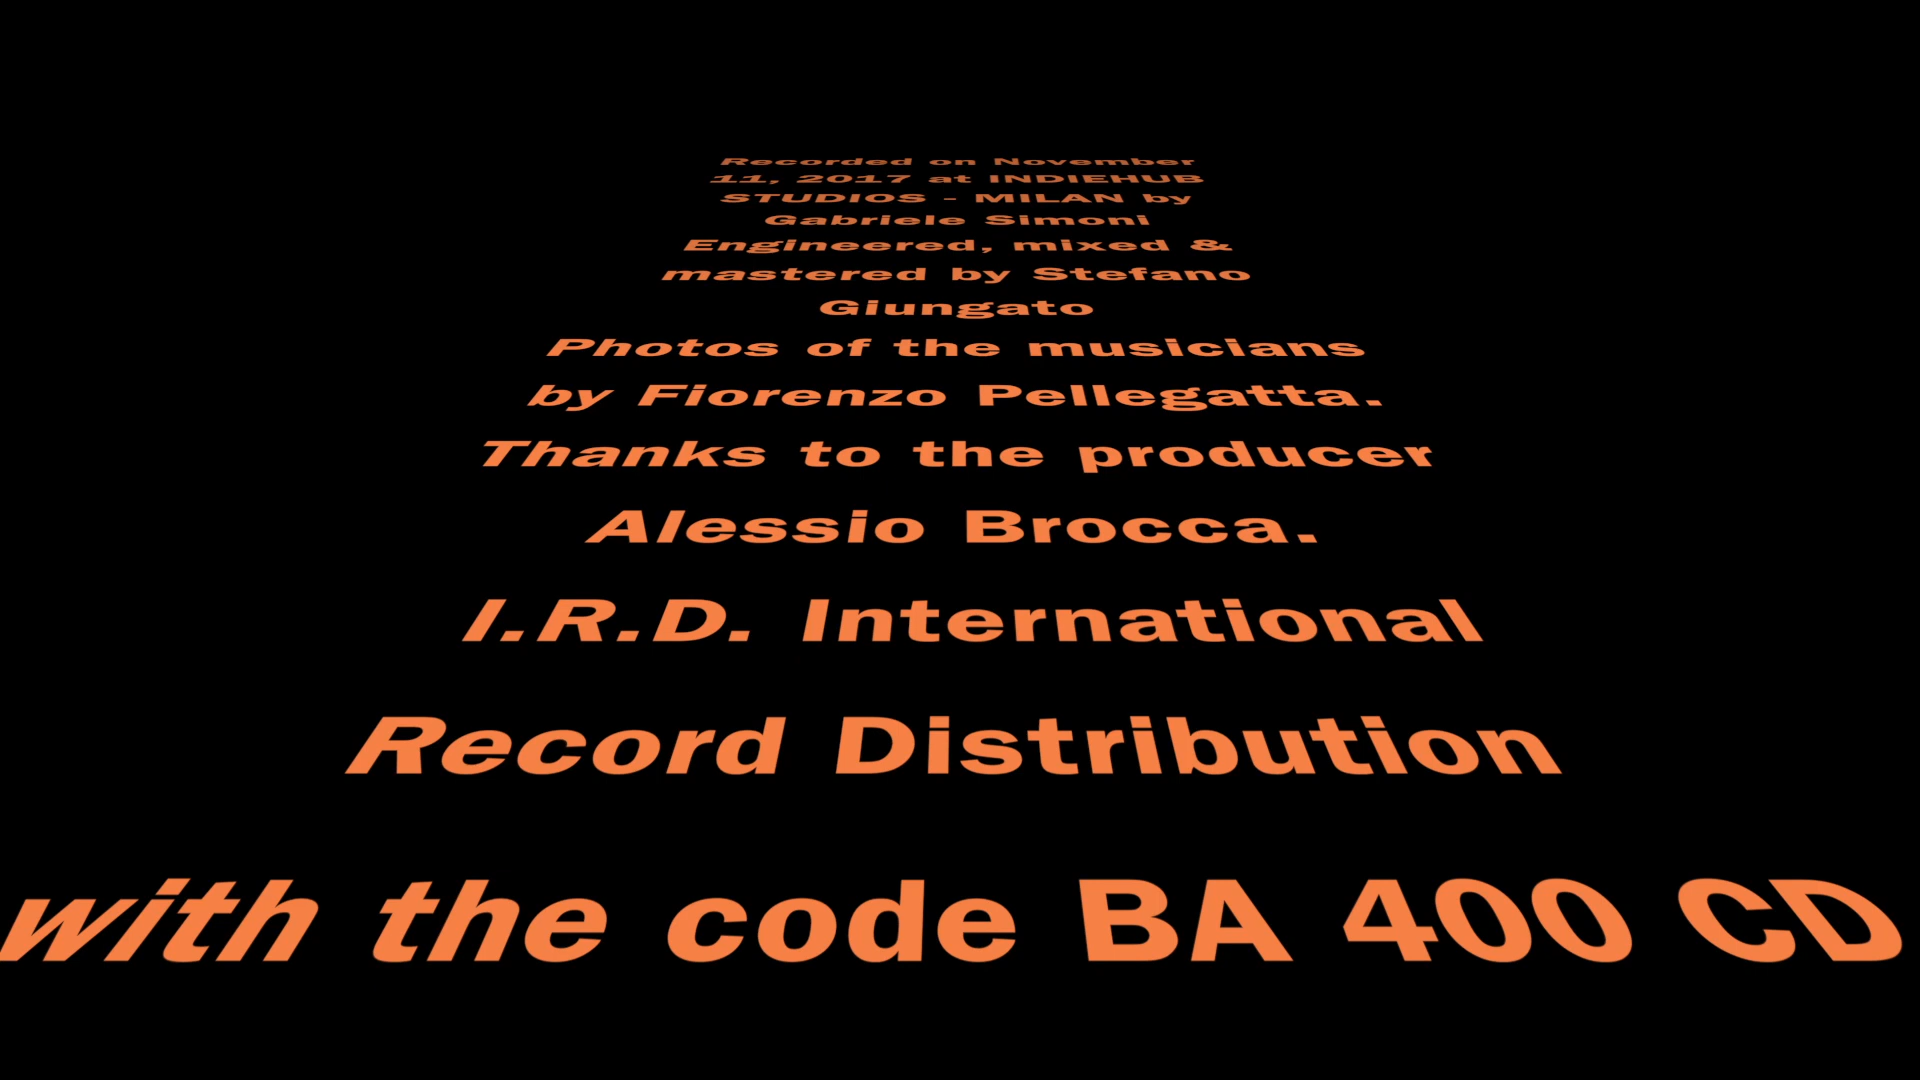 Recorded on November
11, 2017 at INDIEHUB
STUDIOS - MILAN by
Gabriele Simoni
Engineered, mixed &
mastered by Stefano
Giungato
Photos of the musicians
by Fiorenzo Pellegatta.
Thanks to the producer
Alessio Brocca.
I.R.D. International
Record Distribution
with the code BA 400 CD